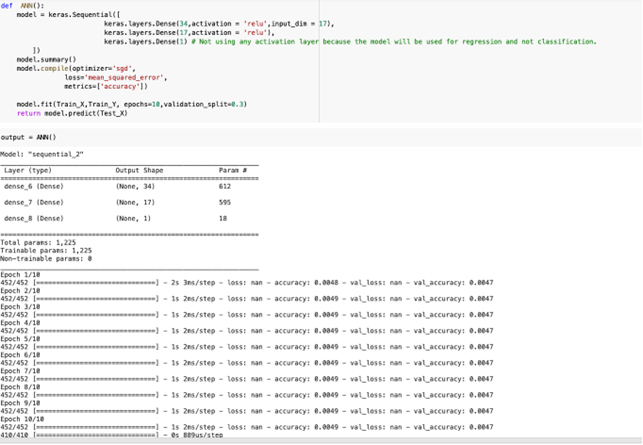 def ANN():
model = keras.Sequential([
keras.layers.Dense(34,activation = 'relu',input_dim = 17),
keras.layers.Dense(17,activation = 'relu'),
keras.layers.Dense(1) # Not using any activation layer because the model will be used for regression and not classification.
])
model.summary()
model.compile(optimizer='sgd',
loss='mean_squared_error',
metrics=['accuracy'])
model.fit(Train_X,Train_Y, epochs=10,validation_split=0.3)
return model.predict(Test_X)
output = ANN()
Model: "sequential_2"
Layer (type) Output Shape Param #
dense_6 (Dense) (None, 34) 612
dense_7 (Dense) (None, 17) 595
dense_8 (Dense) (None, 1) 18
Total params: 1,225
Trainable params: 1,225
Non-trainable params: 0
Epoch 1/10
452/452 [==============================] - 2s 3ms/step - loss: nan - accuracy: 0.0048 - val_loss: nan - val_accuracy: 0.0047
Epoch 2/10
452/452 [==============================] - 1s 2ms/step - loss: nan - accuracy: 0.0049 - val_loss: nan - val_accuracy: 0.0047
Epoch 3/10
452/452 [==============================] - 1s 2ms/step - loss: nan - accuracy: 0.0049 - val_loss: nan - val_accuracy: 0.0047
Epoch 4/10
452/452 [==============================] - 1s 2ms/step - loss: nan - accuracy: 0.0049 - val_loss: nan - val_accuracy: 0.0047
Epoch 5/10
452/452 [==============================] - 1s 2ms/step - loss: nan - accuracy: 0.0049 - val_loss: nan - val_accuracy: 0.0047
Epoch 6/10
452/452 [==============================] - 1s 2ms/step - loss: nan - accuracy: 0.0049 - val_loss: nan - val_accuracy: 0.0047
Epoch 7/10
452/452 [==============================] - 1s 2ms/step - loss: nan - accuracy: 0.0049 - val_loss: nan - val_accuracy: 0.0047
Epoch 8/10
452/452 [==============================] - 1s 2ms/step - loss: nan - accuracy: 0.0049 - val_loss: nan - val_accuracy: 0.0047
Epoch 9/10
452/452 [==============================] - 1s 2ms/step - loss: nan - accuracy: 0.0049 - val_loss: nan - val_accuracy: 0.0047
Epoch 10/10
452/452 [==============================] - 1s 2ms/step - loss: nan - accuracy: 0.0049 - val_loss: nan - val_accuracy: 0.0047
410/410 [==============================] - 0s 889us/step